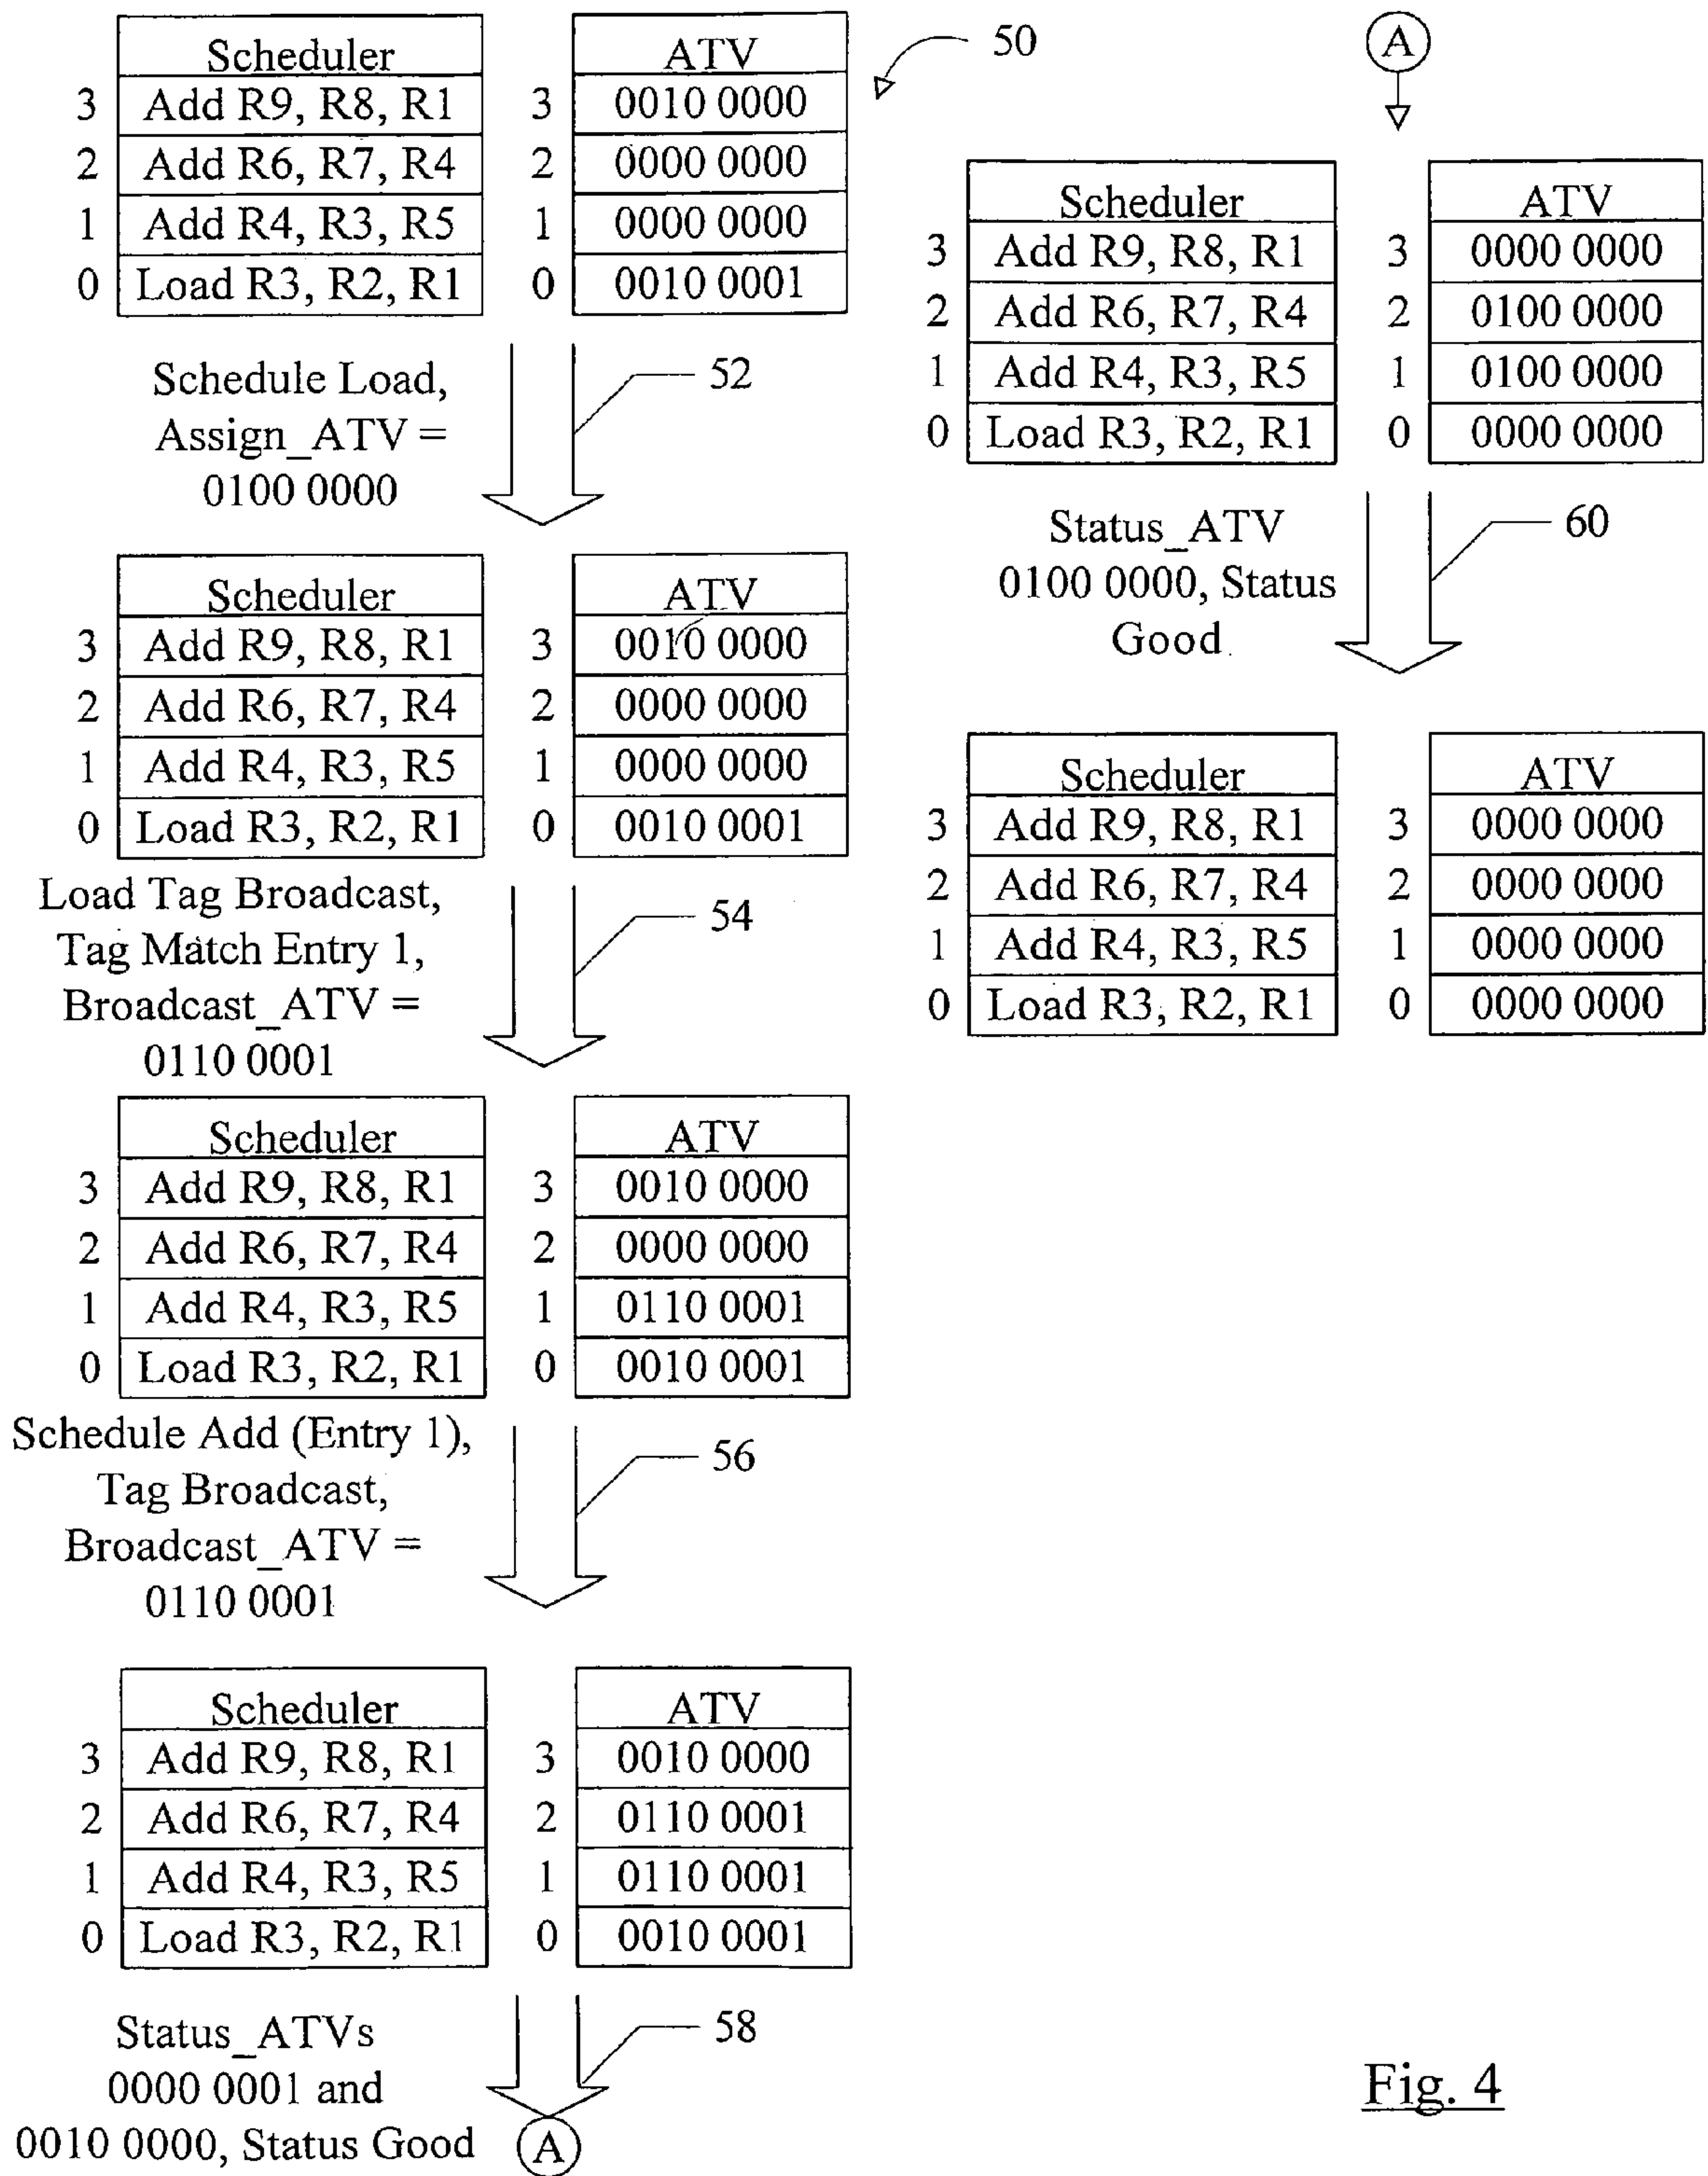 Scheduler ATV
3 Add R9, R8, R1 3 0010 0000
2 Add R6, R7, R4 2 0000 0000
1 Add R4, R3, R5 1 0000 0000
0 Load R3, R2, R1 0 0010 0001
50
Schedule Load,
Assign_ATV =
0100 0000
52
Scheduler ATV
3 Add R9, R8, R1 3 0010 0000
2 Add R6, R7, R4 2 0000 0000
1 Add R4, R3, R5 1 0000 0000
0 Load R3, R2, R1 0 0010 0001
Load Tag Broadcast,
Tag Match Entry 1,
Broadcast_ATV =
0110 0001
54
Scheduler ATV
3 Add R9, R8, R1 3 0010 0000
2 Add R6, R7, R4 2 0000 0000
1 Add R4, R3, R5 1 0110 0001
0 Load R3, R2, R1 0 0010 0001
Schedule Add (Entry 1),
Tag Broadcast,
Broadcast_ATV =
0110 0001
56
Scheduler ATV
3 Add R9, R8, R1 3 0010 0000
2 Add R6, R7, R4 2 0110 0001
1 Add R4, R3, R5 1 0110 0001
0 Load R3, R2, R1 0 0010 0001
Status_ATVs
0000 0001 and
0010 0000, Status Good
58
A
A
Scheduler ATV
3 Add R9, R8, R1 3 0000 0000
2 Add R6, R7, R4 2 0100 0000
1 Add R4, R3, R5 1 0100 0000
0 Load R3, R2, R1 0 0000 0000
Status_ATV
0100 0000, Status
Good
60
Scheduler ATV
3 Add R9, R8, R1 3 0000 0000
2 Add R6, R7, R4 2 0000 0000
1 Add R4, R3, R5 1 0000 0000
0 Load R3, R2, R1 0 0000 0000
Fig. 4